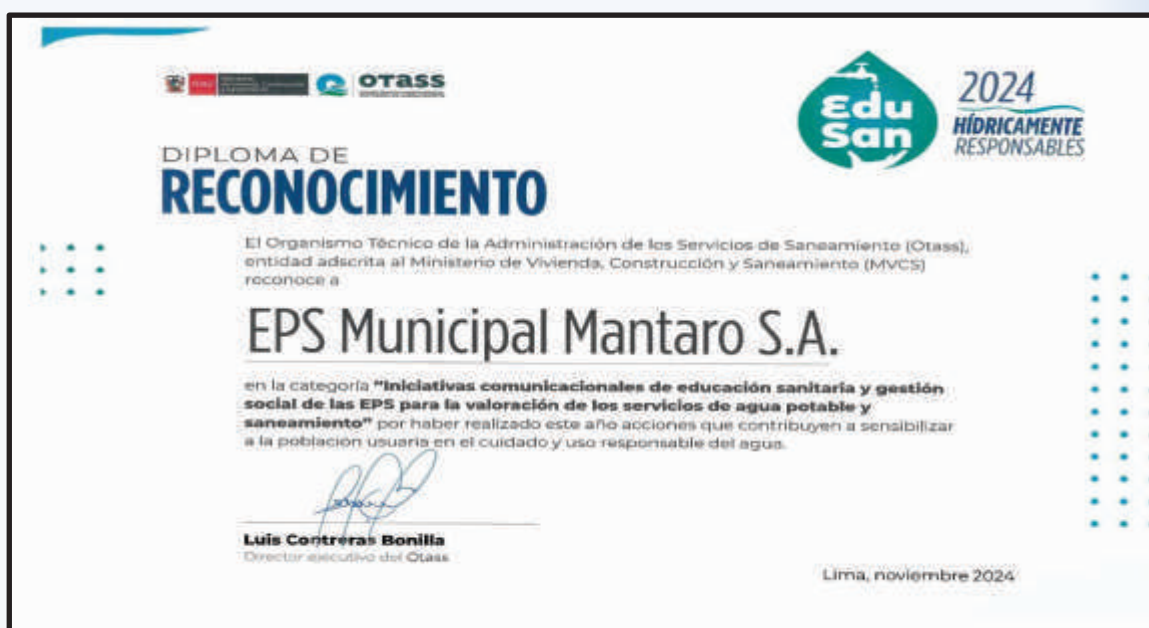 PERÚ
OTASS
Edu
San
2024
HÍDRICAMENTE
RESPONSABLES
DIPLOMA DE
RECONOCIMIENTO
El Organismo Técnico de la Administración de los Servicios de Saneamiento (Otass),
entidad adscrita al Ministerio de Vivienda, Construcción y Saneamiento (MVCS)
reconoce a
EPS Municipal Mantaro S.A.
en la categoría "Iniciativas comunicacionales de educación sanitaria y gestión
social de las EPS para la valoración de los servicios de agua potable y
saneamiento" por haber realizado este año acciones que contribuyen a sensibilizar
a la población usuaria en el cuidado y uso responsable del agua.
Luis Contreras Bonilla
Director ejecutivo del Otass
Lima, noviembre 2024